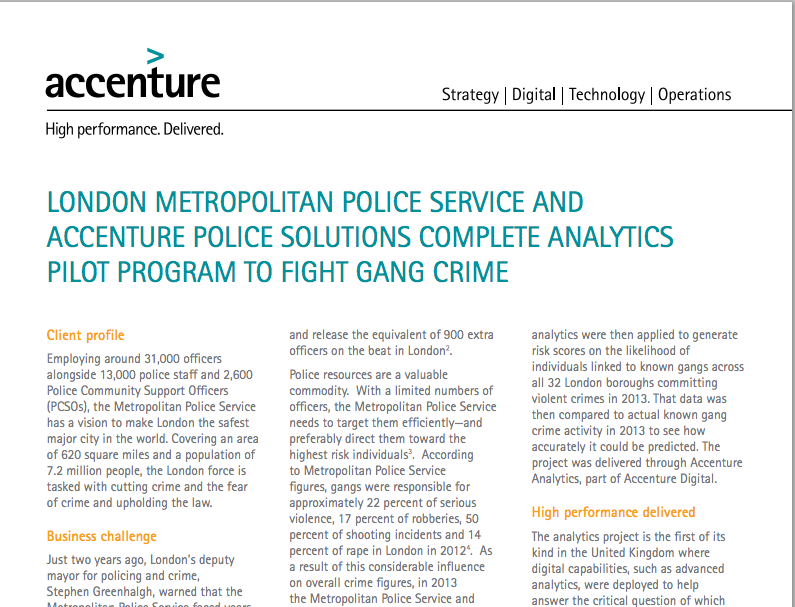 accenture
Strategy | Digital | Technology | Operations
High performance. Delivered.
LONDON METROPOLITAN POLICE SERVICE AND
ACCENTURE POLICE SOLUTIONS COMPLETE ANALYTICS
PILOT PROGRAM TO FIGHT GANG CRIME
Client profile
Employing around 31,000 officers
alongside 13,000 police staff and 2,600
Police Community Support Officers
(PCSOs), the Metropolitan Police Service
has a vision to make London the safest
major city in the world. Covering an area
of 620 square miles and a population of
7.2 million people, the London force is
tasked with cutting crime and the fear
of crime and upholding the law.
Business challenge
Just two years ago, London's deputy
mayor for policing and crime,
Stephen Greenhalgh, warned that the
Metropolitan Police Service faced years
and release the equivalent of 900 extra
officers on the beat in London².
Police resources are a valuable
commodity. With a limited numbers of
officers, the Metropolitan Police Service
needs to target them efficiently—and
preferably direct them toward the
highest risk individuals³. According
to Metropolitan Police Service
figures, gangs were responsible for
approximately 22 percent of serious
violence, 17 percent of robberies, 50
percent of shooting incidents and 14
percent of rape in London in 2012⁴. As
a result of this considerable influence
on overall crime figures, in 2013
the Metropolitan Police Service and
analytics were then applied to generate
risk scores on the likelihood of
individuals linked to known gangs across
all 32 London boroughs committing
violent crimes in 2013. That data was
then compared to actual known gang
crime activity in 2013 to see how
accurately it could be predicted. The
project was delivered through Accenture
Analytics, part of Accenture Digital.
High performance delivered
The analytics project is the first of its
kind in the United Kingdom where
digital capabilities, such as advanced
analytics, were deployed to help
answer the critical question of which